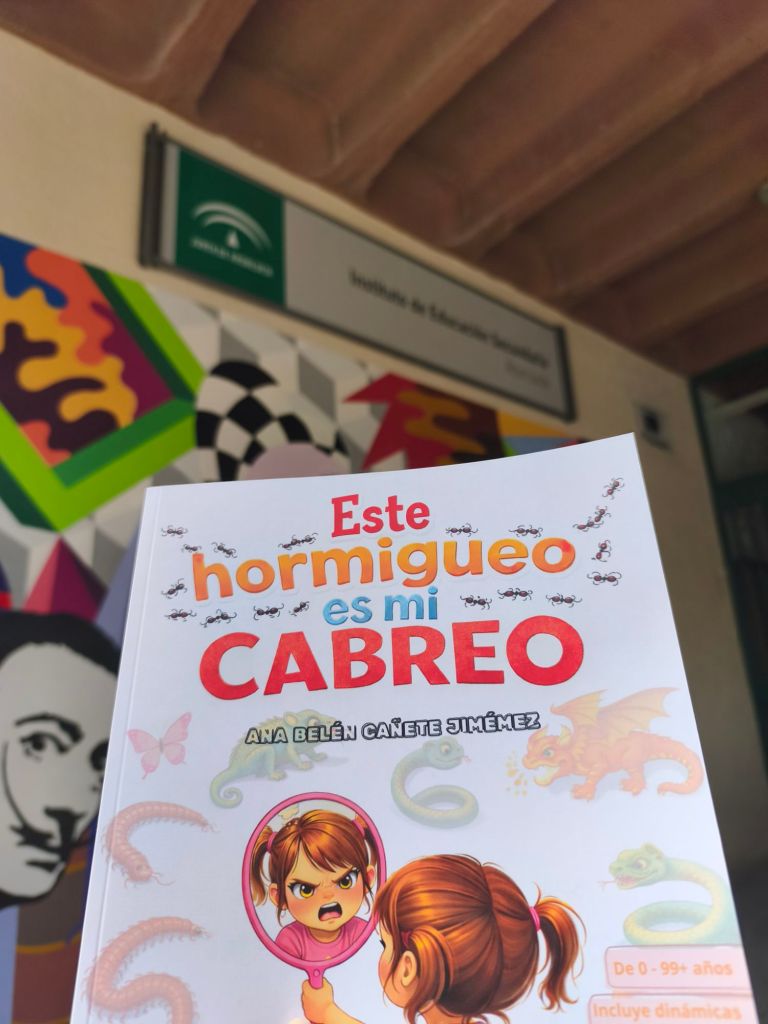 Instituto de Educación Secundaria
Este
hormigueo
es mi
CABREO
ANA BELÉN CAÑETE JIMÉMEZ
De 0 - 99+ años
Incluye dinámicas